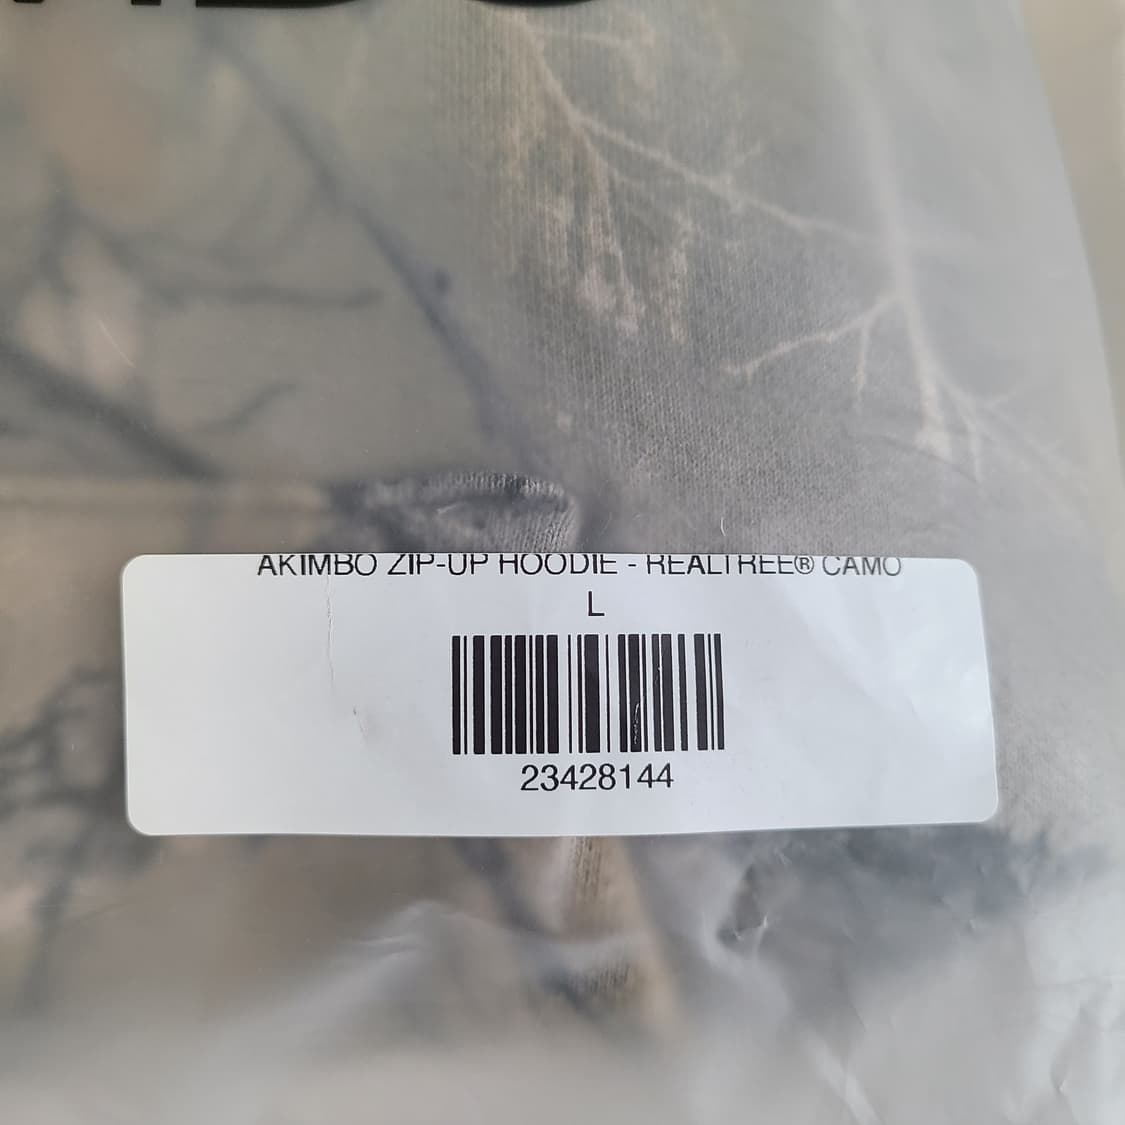 AKIMBO ZIP-UP HOODIE - REALTREE® CAMO
L
23428144